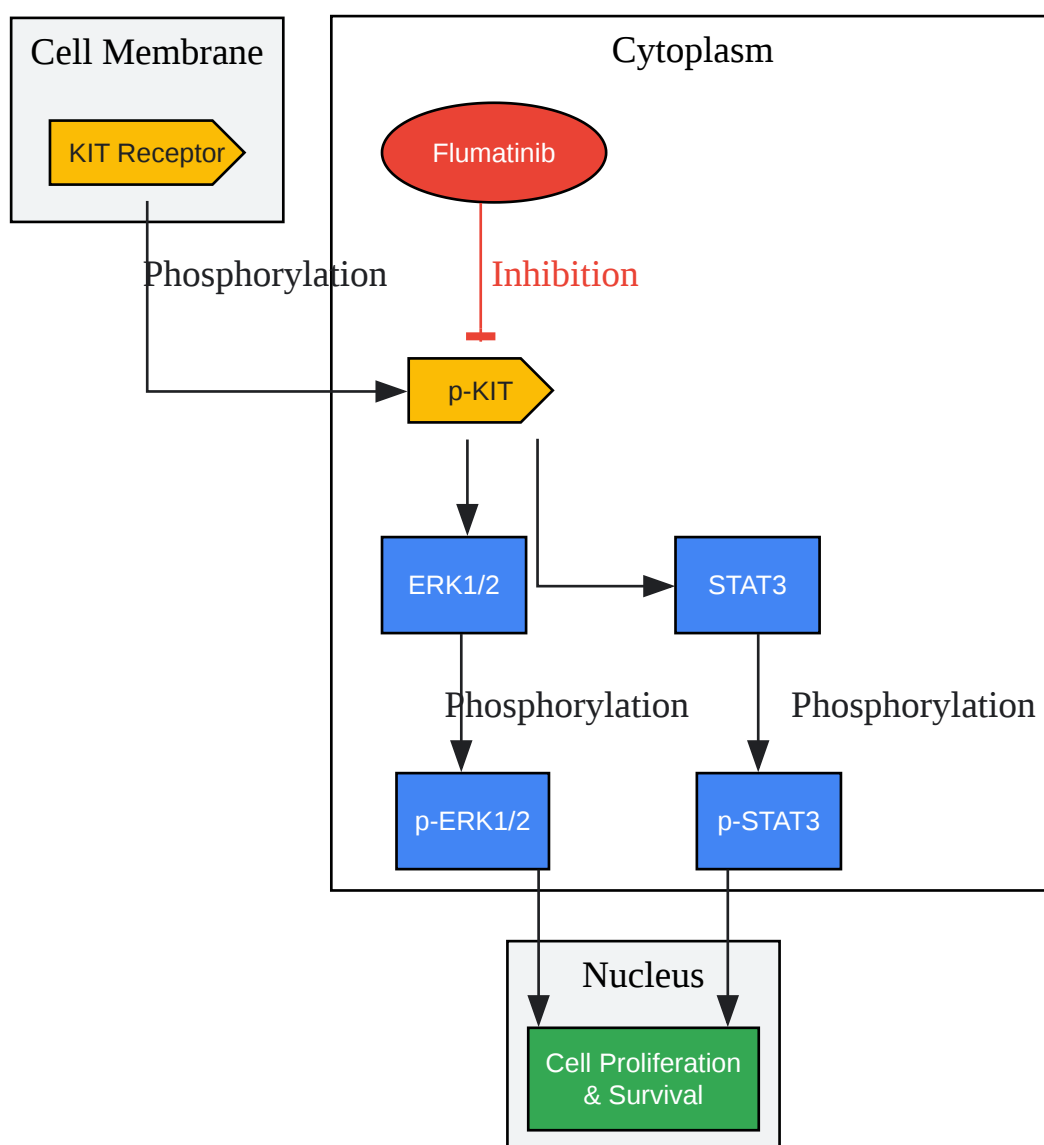 Cell Membrane
Cytoplasm
KIT Receptor
Flumatinib
Phosphorylation
Inhibition
p-KIT
ERK1/2
STAT3
Phosphorylation
Phosphorylation
p-ERK1/2
p-STAT3
Nucleus
Cell Proliferation
& Survival